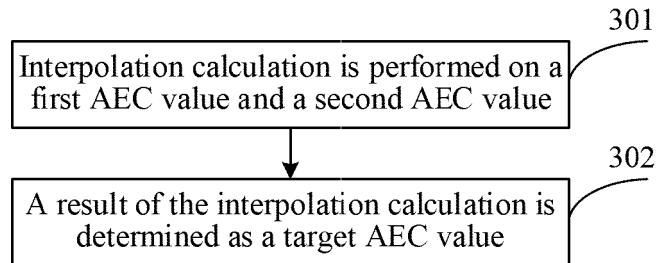 301
Interpolation calculation is performed on a
first AEC value and a second AEC value
302
A result of the interpolation calculation is
determined as a target AEC value